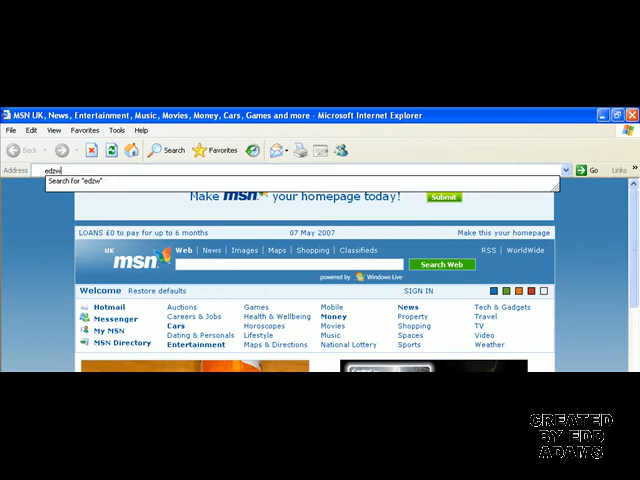 MSN UK, News, Entertainment, Music, Movies, Money, Cars, Games and more - Microsoft Internet Explorer
File Edit View Favorites Tools Help
Back Search Favorites
Address edzw Go Links
Search for "edzw"
Make msn your homepage today! Submit
LOANS £0 to pay for up to 6 months 07 May 2007 Make this your homepage
UK msn Web News Images Maps Shopping Classifieds RSS WorldWide
Search Web
powered by Windows Live
Welcome Restore defaults SIGN IN
Hotmail Auctions Games Mobile News Tech & Gadgets
Messenger Careers & Jobs Health & Wellbeing Money Property Travel
My MSN Cars Horoscopes Movies Shopping TV
MSN Directory Dating & Personals Lifestyle Music Spaces Video
Entertainment Maps & Directions National Lottery Sports Weather
CREATED
BY EDD
ADAMS